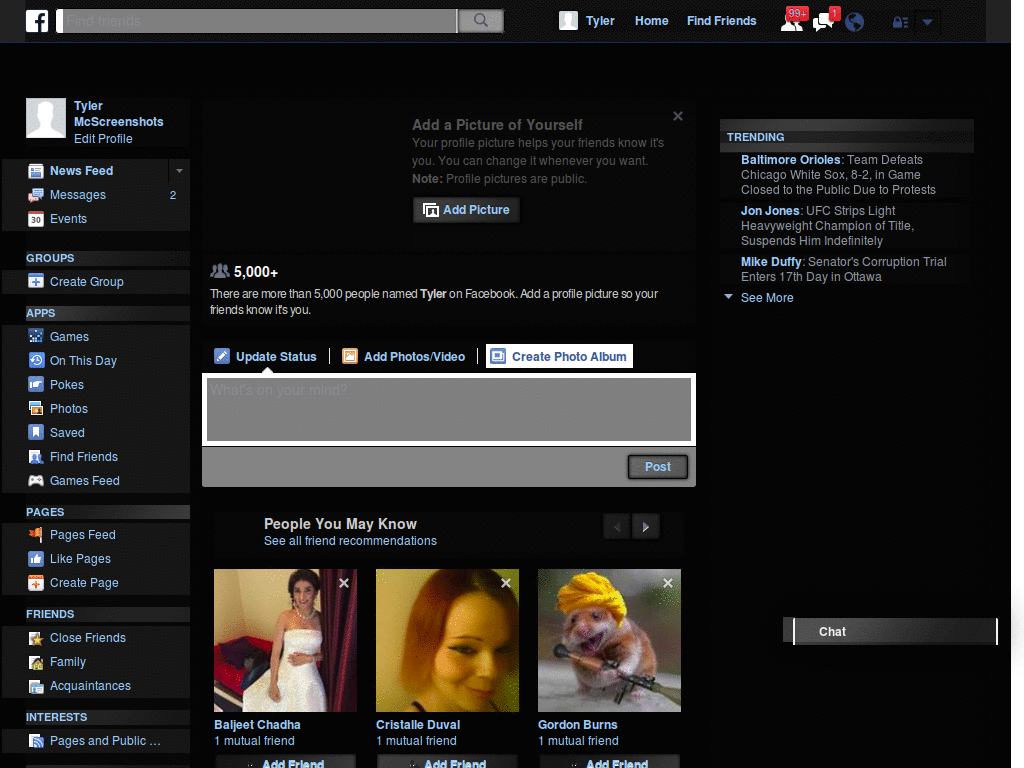 f
Find friends
Tyler
Home
Find Friends
99+
1
Tyler
McScreenshots
Edit Profile
News Feed
Messages
2
30
Events
GROUPS
Create Group
APPS
Games
On This Day
Pokes
Photos
Saved
Find Friends
Games Feed
PAGES
Pages Feed
Like Pages
Create Page
FRIENDS
Close Friends
Family
Acquaintances
INTERESTS
Pages and Public ...
Add a Picture of Yourself
Your profile picture helps your friends know it's
you. You can change it whenever you want.
Note: Profile pictures are public.
Add Picture
5,000+
There are more than 5,000 people named Tyler on Facebook. Add a profile picture so your
friends know it's you.
Update Status
Add Photos/Video
Create Photo Album
What's on your mind?
Post
People You May Know
See all friend recommendations
Baljeet Chadha
1 mutual friend
Add Friend
Cristalle Duval
1 mutual friend
Add Friend
Gordon Burns
1 mutual friend
Add Friend
TRENDING
Baltimore Orioles: Team Defeats
Chicago White Sox, 8-2, in Game
Closed to the Public Due to Protests
Jon Jones: UFC Strips Light
Heavyweight Champion of Title,
Suspends Him Indefinitely
Mike Duffy: Senator's Corruption Trial
Enters 17th Day in Ottawa
See More
Chat